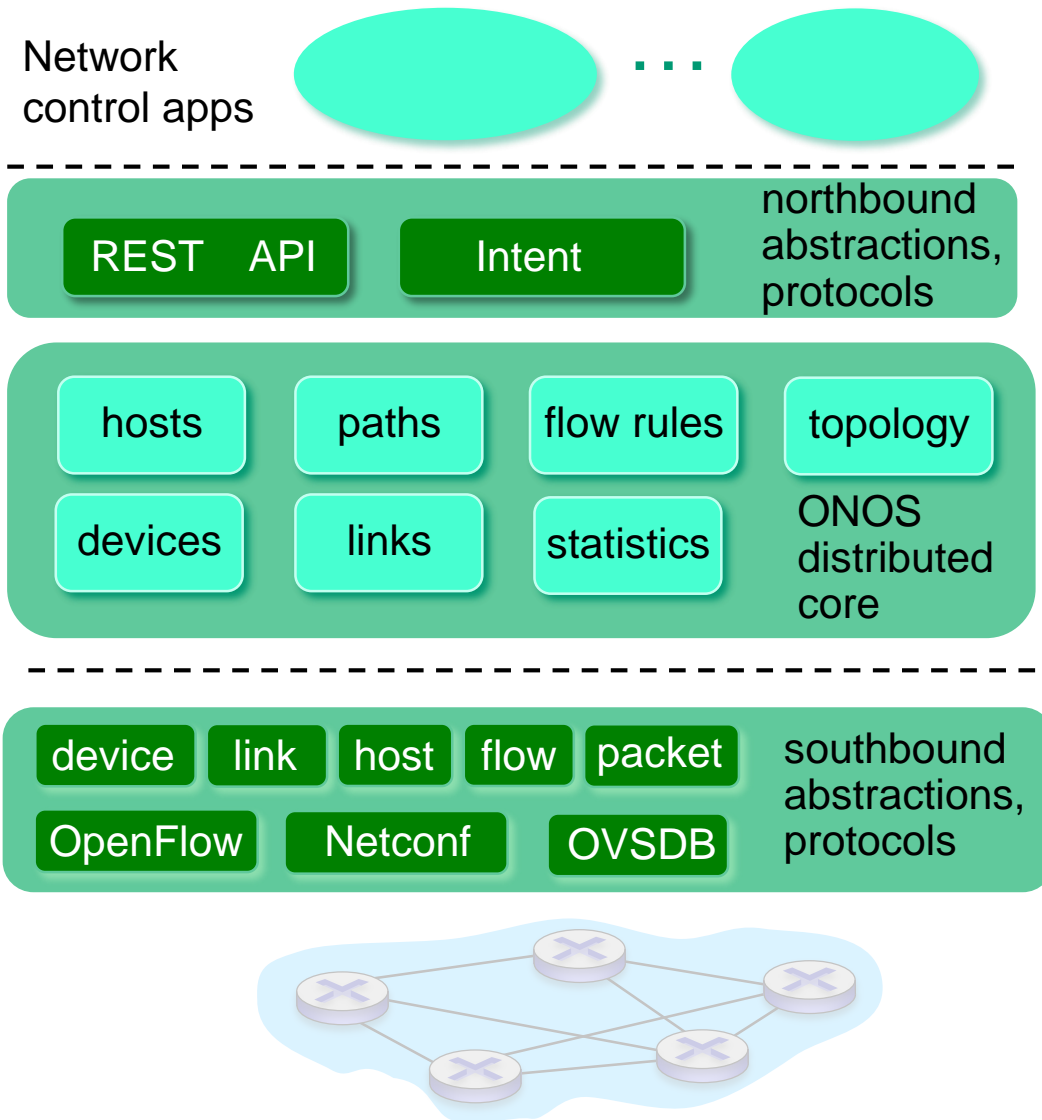 Network
control apps
. . .
REST API
Intent
northbound
abstractions,
protocols
hosts
paths
flow rules
topology
devices
links
statistics
ONOS
distributed
core
device
link
host
flow
packet
southbound
abstractions,
protocols
OpenFlow
Netconf
OVSDB